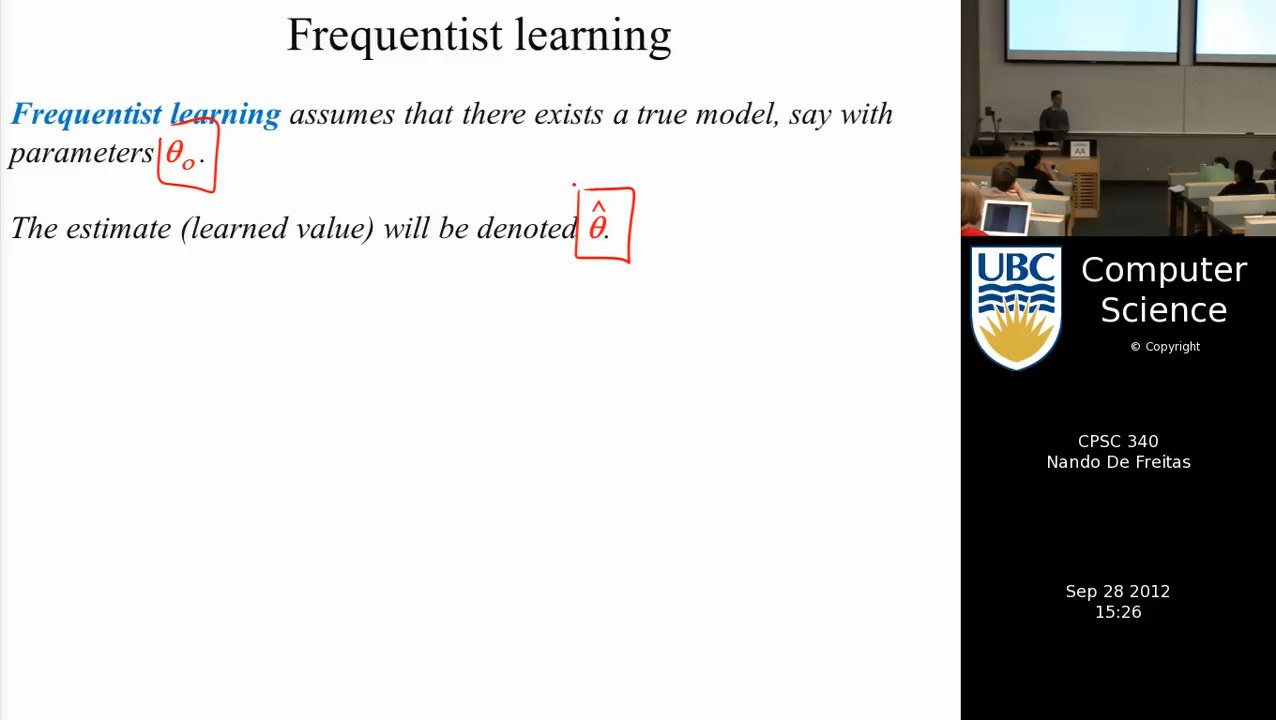 Frequentist learning
Frequentist learning assumes that there exists a true model, say with
parameters θₒ.
The estimate (learned value) will be denoted θ̂.
UBC
Computer
Science
© Copyright
CPSC 340
Nando De Freitas
Sep 28 2012
15:26